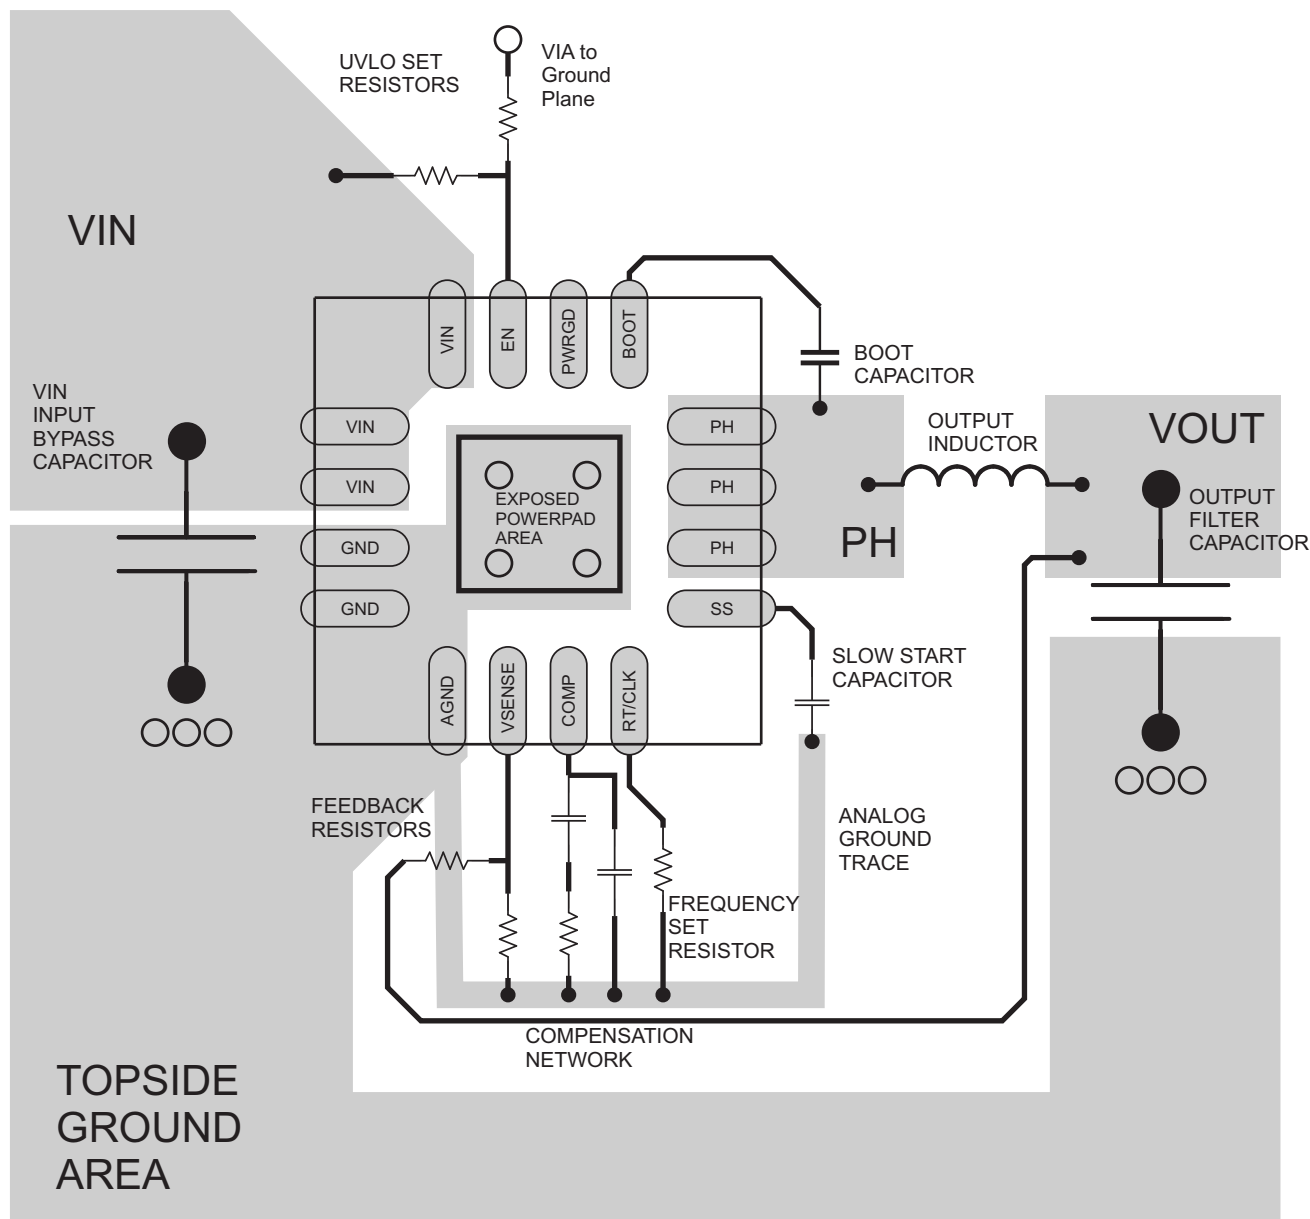 UVLO SET
RESISTORS
VIA to
Ground
Plane
VIN
VIN
EN
PWRGD
BOOT
BOOT
CAPACITOR
VIN
INPUT
BYPASS
CAPACITOR
VIN
VIN
GND
GND
EXPOSED
POWERPAD
AREA
PH
PH
PH
SS
PH
OUTPUT
INDUCTOR
VOUT
OUTPUT
FILTER
CAPACITOR
SLOW START
CAPACITOR
AGND
VSENSE
COMP
RT/CLK
FEEDBACK
RESISTORS
ANALOG
GROUND
TRACE
FREQUENCY
SET
RESISTOR
COMPENSATION
NETWORK
TOPSIDE
GROUND
AREA